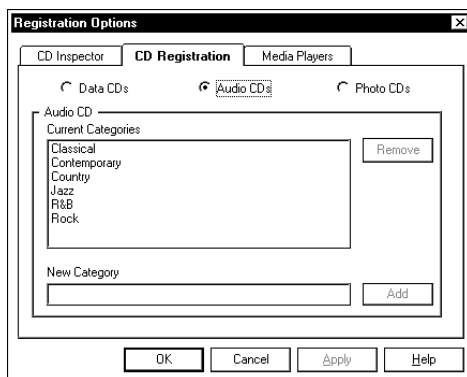 Registration Options
CD Inspector CD Registration Media Players
Data CDs Audio CDs Photo CDs
Audio CD
Current Categories
Classical
Contemporary
Country
Jazz
R&B
Rock
Remove
New Category
Add
OK Cancel Apply Help